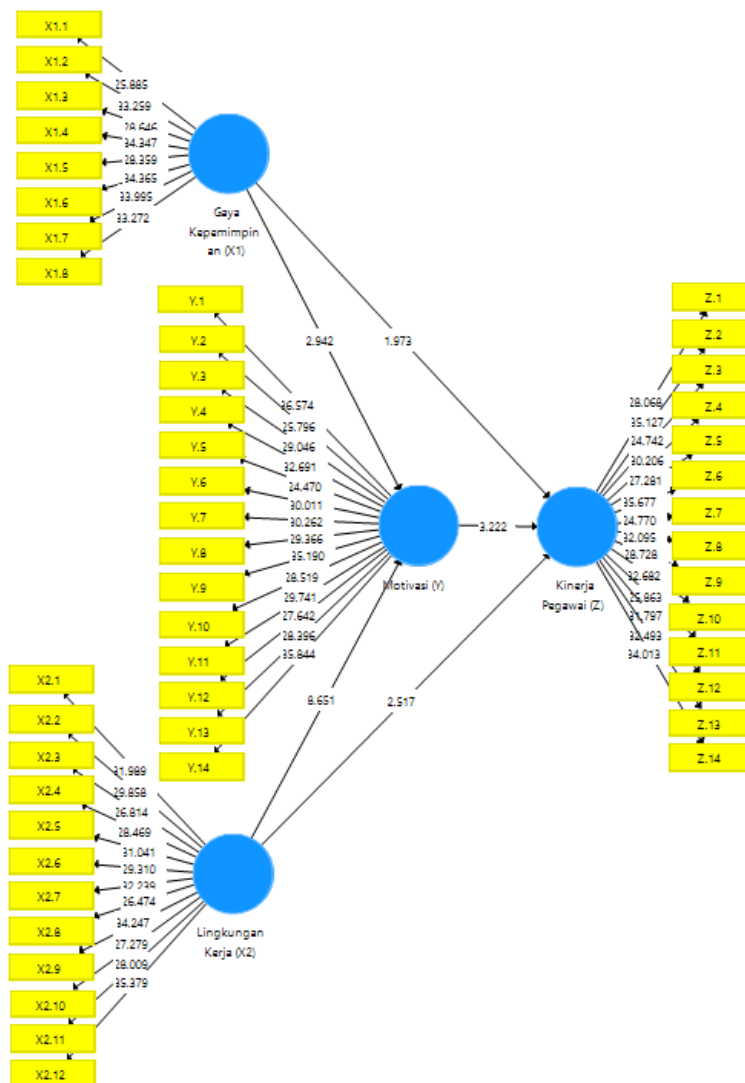 X1.1
X1.2
X1.3
X1.4
X1.5
X1.6
X1.7
X1.8
25.885
33.259
28.646
34.347
28.359
34.365
33.995
33.272
Gaya
Kepemimpin
an (X1)
2.942
1.973
Y.1
Y.2
Y.3
Y.4
Y.5
Y.6
Y.7
Y.8
Y.9
Y.10
Y.11
Y.12
Y.13
Y.14
36.574
25.796
29.046
32.691
24.470
30.011
30.262
29.366
35.190
28.519
29.741
27.642
28.396
35.844
Motivasi (Y)
3.222
Kinerja
Pegawai (Z)
28.068
35.127
24.742
30.206
27.281
35.677
24.770
32.095
28.728
32.682
25.863
31.797
32.493
34.013
Z.1
Z.2
Z.3
Z.4
Z.5
Z.6
Z.7
Z.8
Z.9
Z.10
Z.11
Z.12
Z.13
Z.14
8.651
2.517
X2.1
X2.2
X2.3
X2.4
X2.5
X2.6
X2.7
X2.8
X2.9
X2.10
X2.11
X2.12
31.989
29.858
26.814
28.469
31.041
29.310
32.239
26.474
34.247
27.279
28.009
35.379
Lingkungan
Kerja (X2)